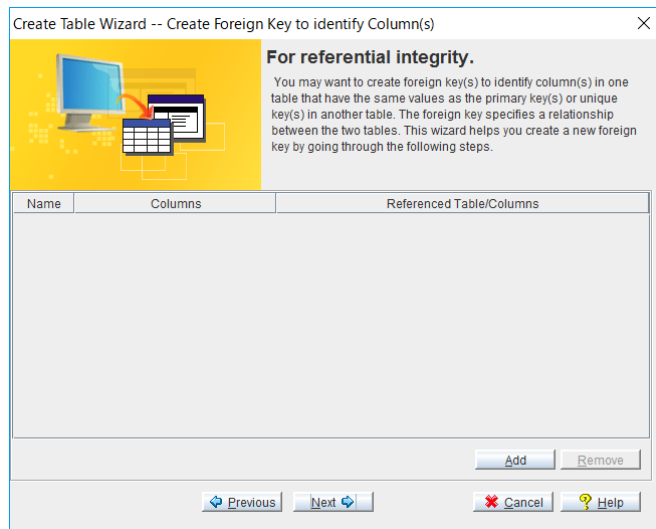 Create Table Wizard -- Create Foreign Key to identify Column(s)
For referential integrity.
You may want to create foreign key(s) to identify column(s) in one
table that have the same values as the primary key(s) or unique
key(s) in another table. The foreign key specifies a relationship
between the two tables. This wizard helps you create a new foreign
key by going through the following steps.
Name Columns Referenced Table/Columns
Add Remove
Previous Next Cancel Help